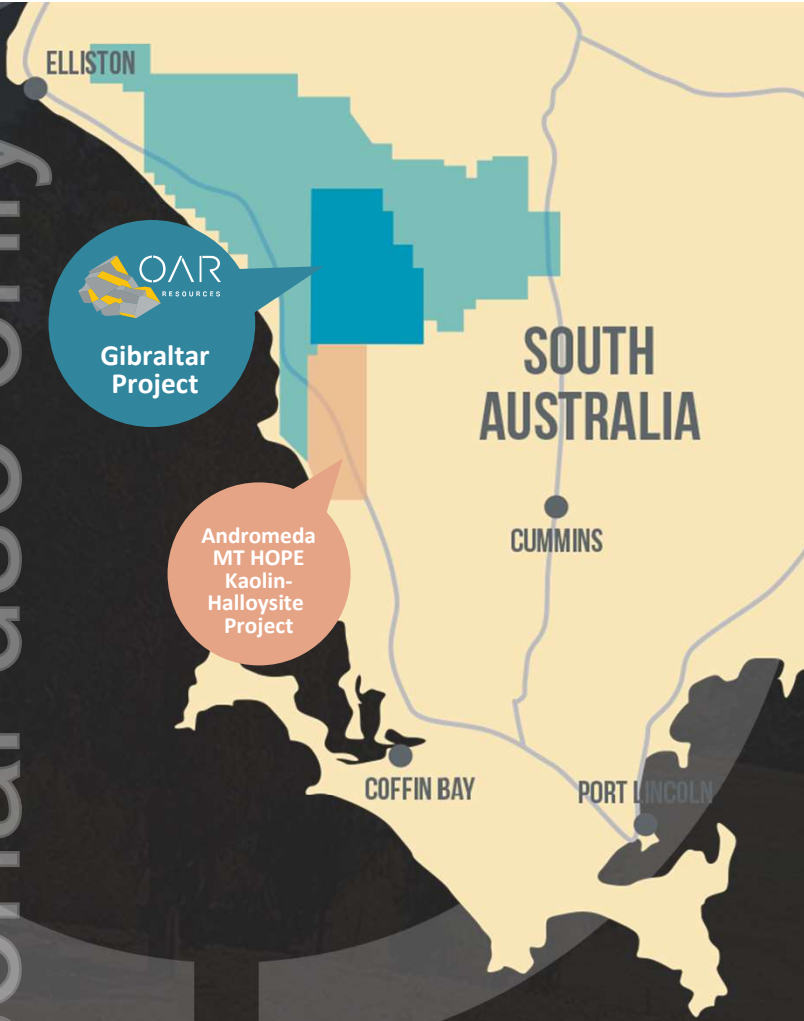 ELLISTON
OAR
RESOURCES
Gibraltar
Project
SOUTH
AUSTRALIA
Andromeda
MT HOPE
Kaolin-
Halloysite
Project
CUMMINS
COFFIN BAY
PORT LINCOLN